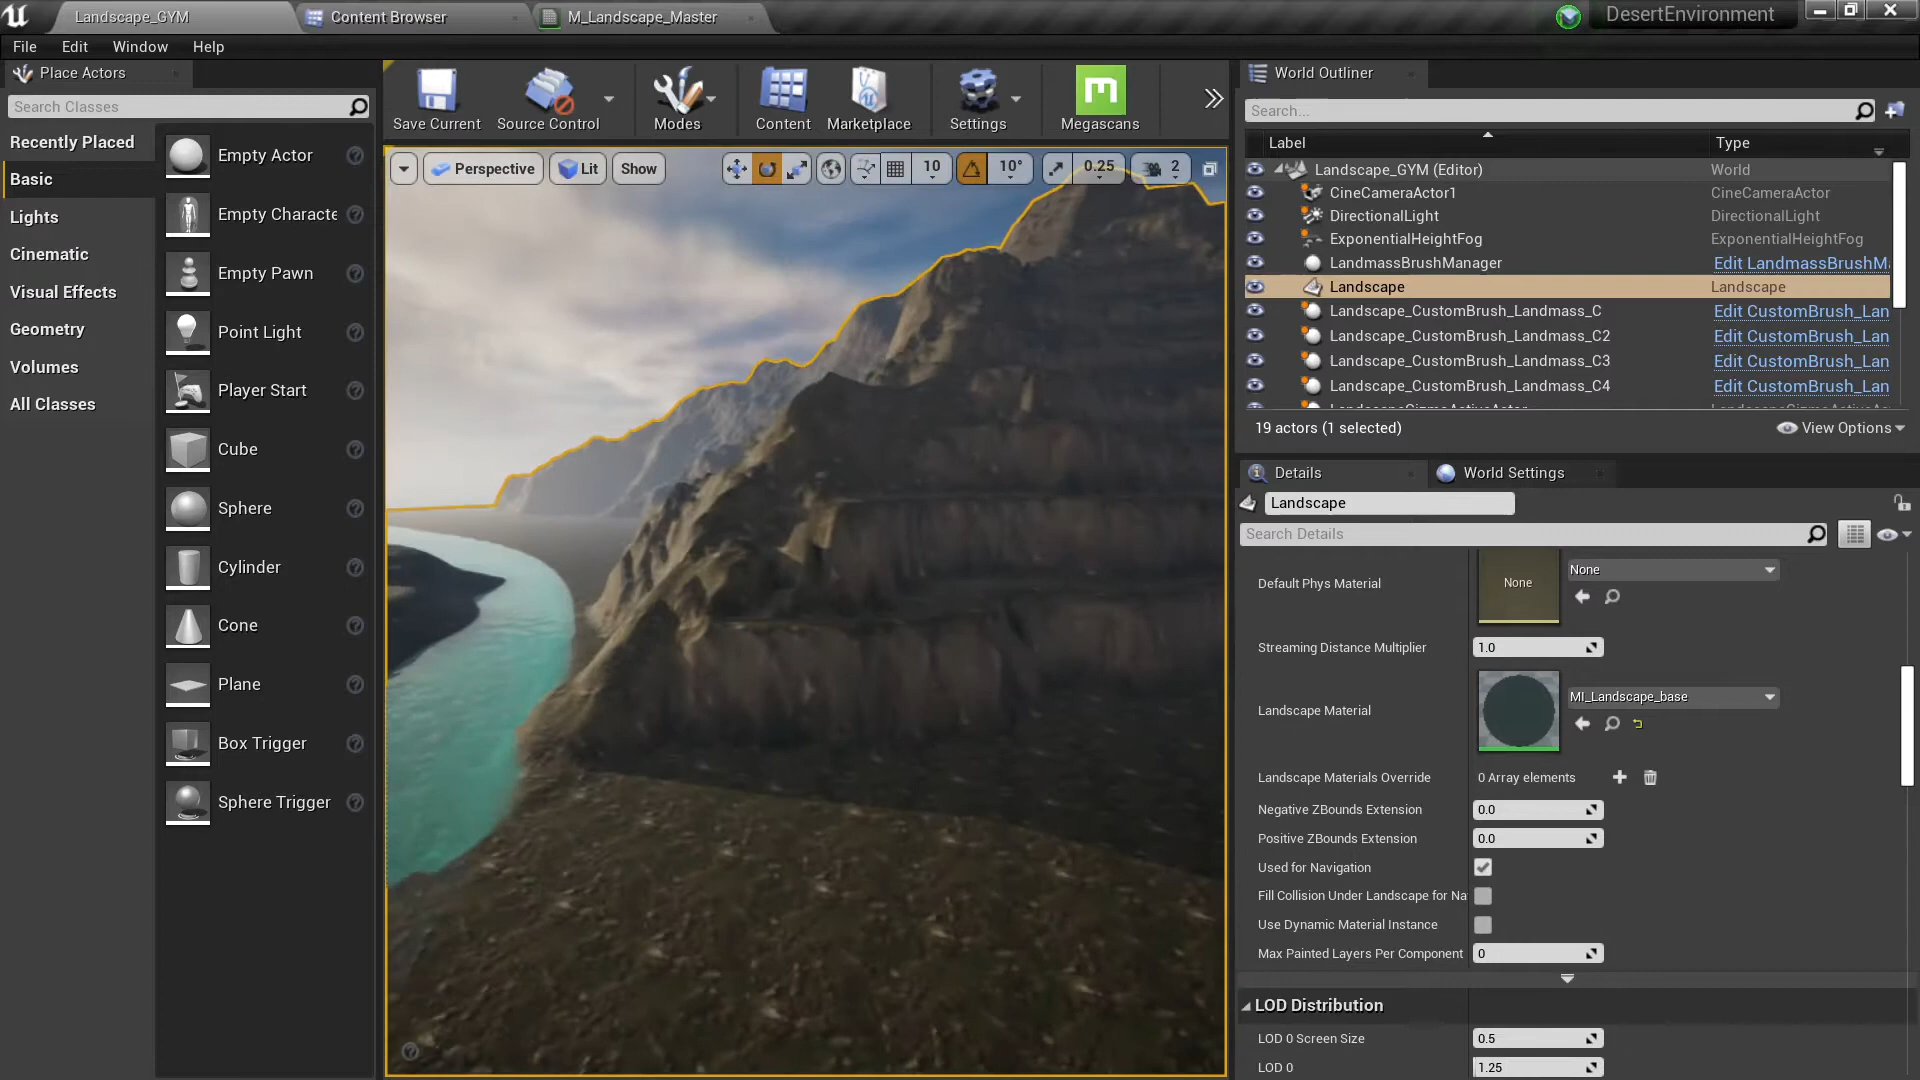 Landscape_GYM
Content Browser
M_Landscape_Master
DesertEnvironment
File
Edit
Window
Help
Place Actors
Search Classes
Recently Placed
Basic
Lights
Cinematic
Visual Effects
Geometry
Volumes
All Classes
Empty Actor
Empty Characte
Empty Pawn
Point Light
Player Start
Cube
Sphere
Cylinder
Cone
Plane
Box Trigger
Sphere Trigger
Save Current
Source Control
Modes
Content
Marketplace
Settings
Megascans
Perspective
Lit
Show
10
10°
0.25
2
World Outliner
Search...
Label
Type
Landscape_GYM (Editor)
World
CineCameraActor1
CineCameraActor
DirectionalLight
DirectionalLight
ExponentialHeightFog
ExponentialHeightFog
LandmassBrushManager
Edit LandmassBrushM
Landscape
Landscape
Landscape_CustomBrush_Landmass_C
Edit CustomBrush_Lan
Landscape_CustomBrush_Landmass_C2
Edit CustomBrush_Lan
Landscape_CustomBrush_Landmass_C3
Edit CustomBrush_Lan
Landscape_CustomBrush_Landmass_C4
Edit CustomBrush_Lan
19 actors (1 selected)
View Options
Details
World Settings
Landscape
Search Details
Default Phys Material
None
None
Streaming Distance Multiplier
1.0
Landscape Material
MI_Landscape_base
Landscape Materials Override
0 Array elements
Negative ZBounds Extension
0.0
Positive ZBounds Extension
0.0
Used for Navigation
Fill Collision Under Landscape for Na
Use Dynamic Material Instance
Max Painted Layers Per Component
0
LOD Distribution
LOD 0 Screen Size
0.5
LOD 0
1.25